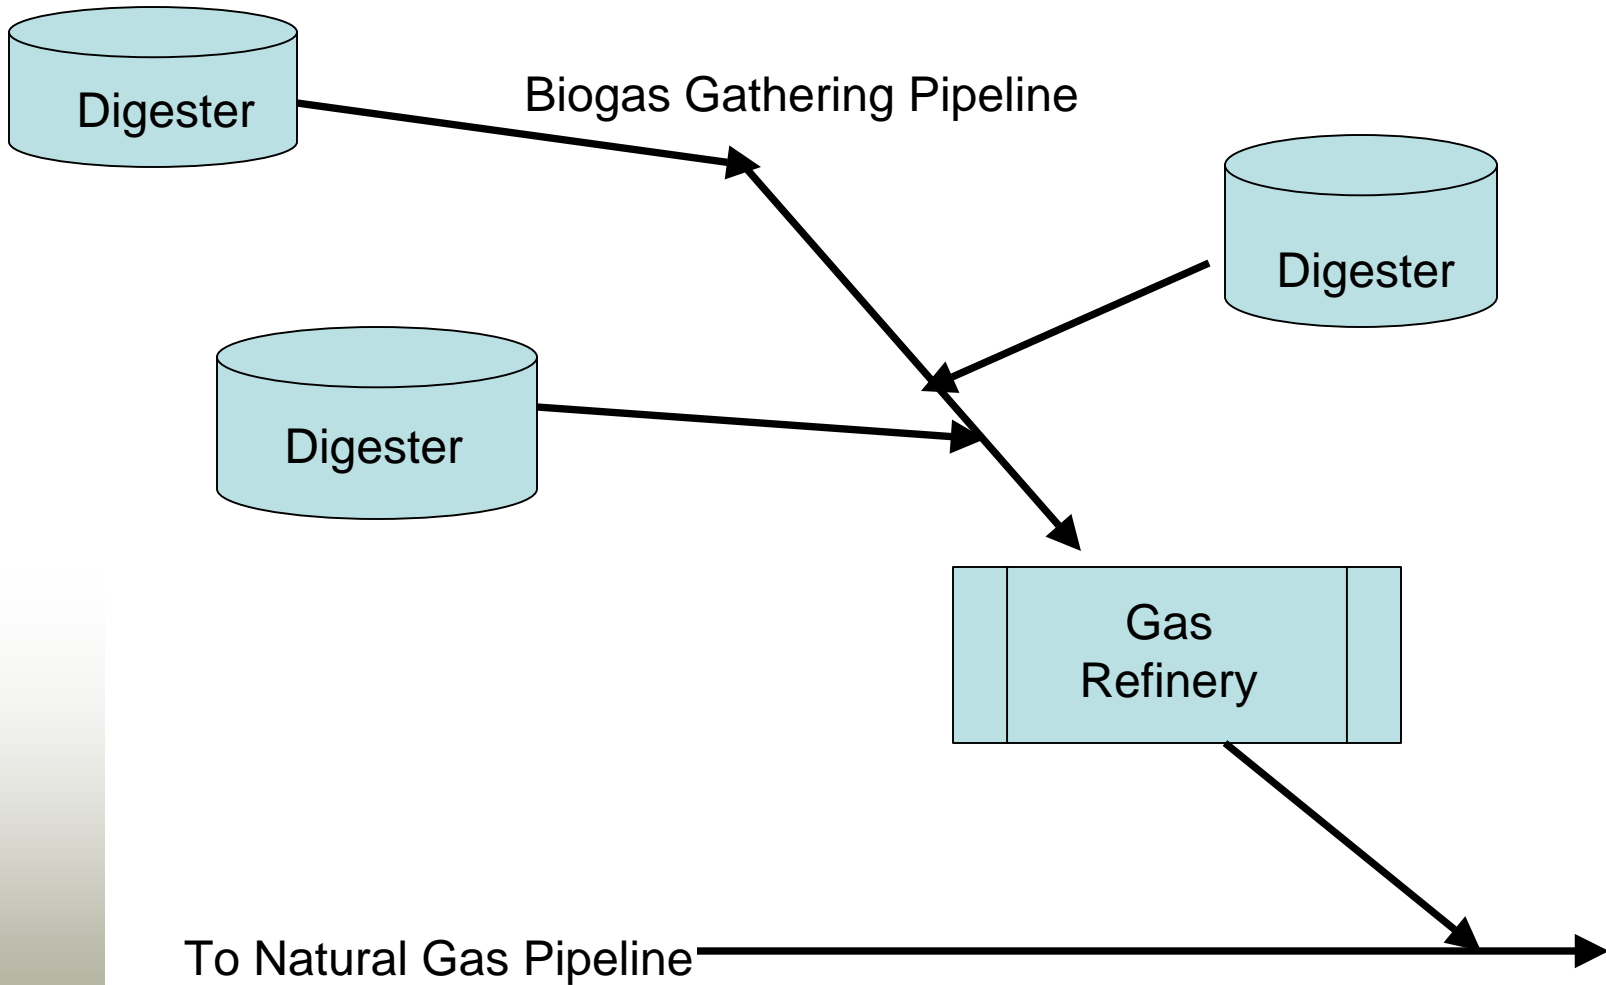 Digester
Biogas Gathering Pipeline
Digester
Digester
Gas
Refinery
To Natural Gas Pipeline